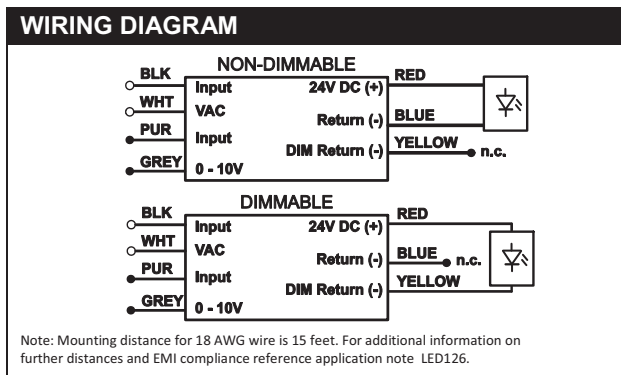 WIRING DIAGRAM
NON-DIMMABLE
BLK Input 24V DC (+) RED
WHT VAC
Return (-) BLUE
PUR Input
DIM Return (-) YELLOW n.c.
GREY 0 - 10V
DIMMABLE
BLK Input 24V DC (+) RED
WHT VAC
Return (-) BLUE n.c.
PUR Input
DIM Return (-) YELLOW
GREY 0 - 10V
Note: Mounting distance for 18 AWG wire is 15 feet. For additional information on
further distances and EMI compliance reference application note LED126.